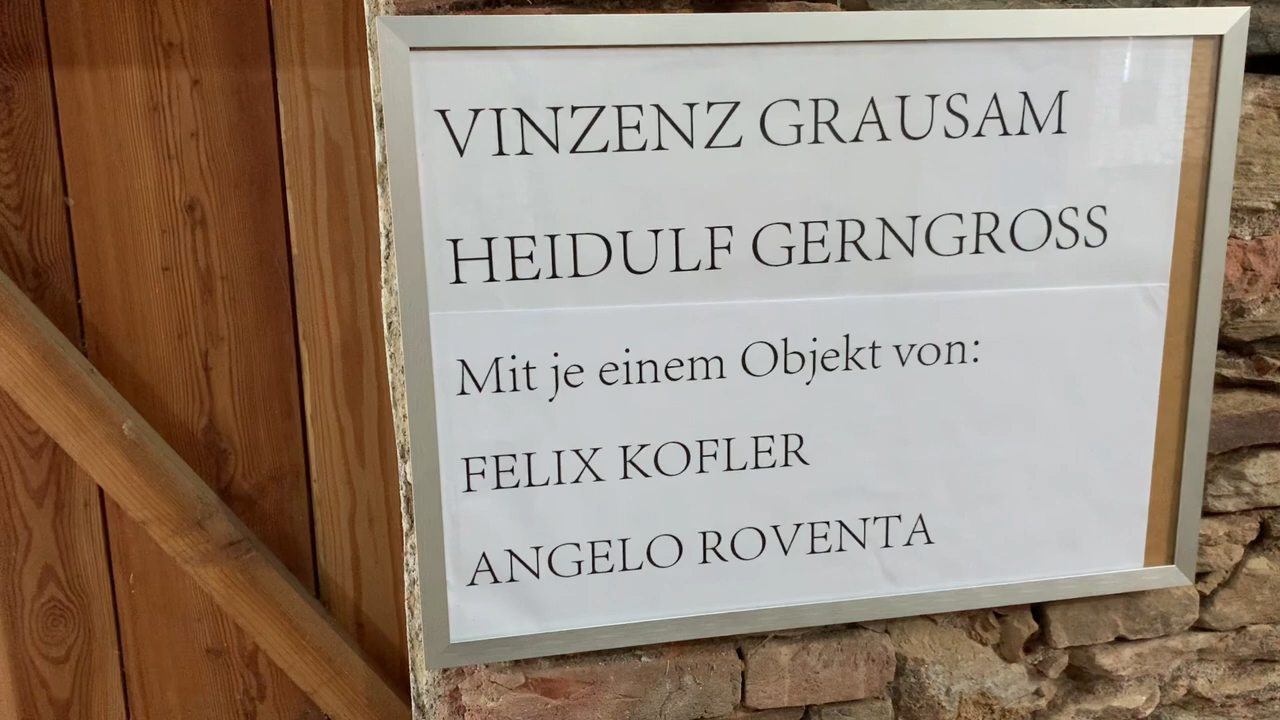 VINZENZ GRAUSAM
HEIDULF GERNGROSS
Mit je einem Objekt von:
FELIX KOFLER
ANGELO ROVENTA